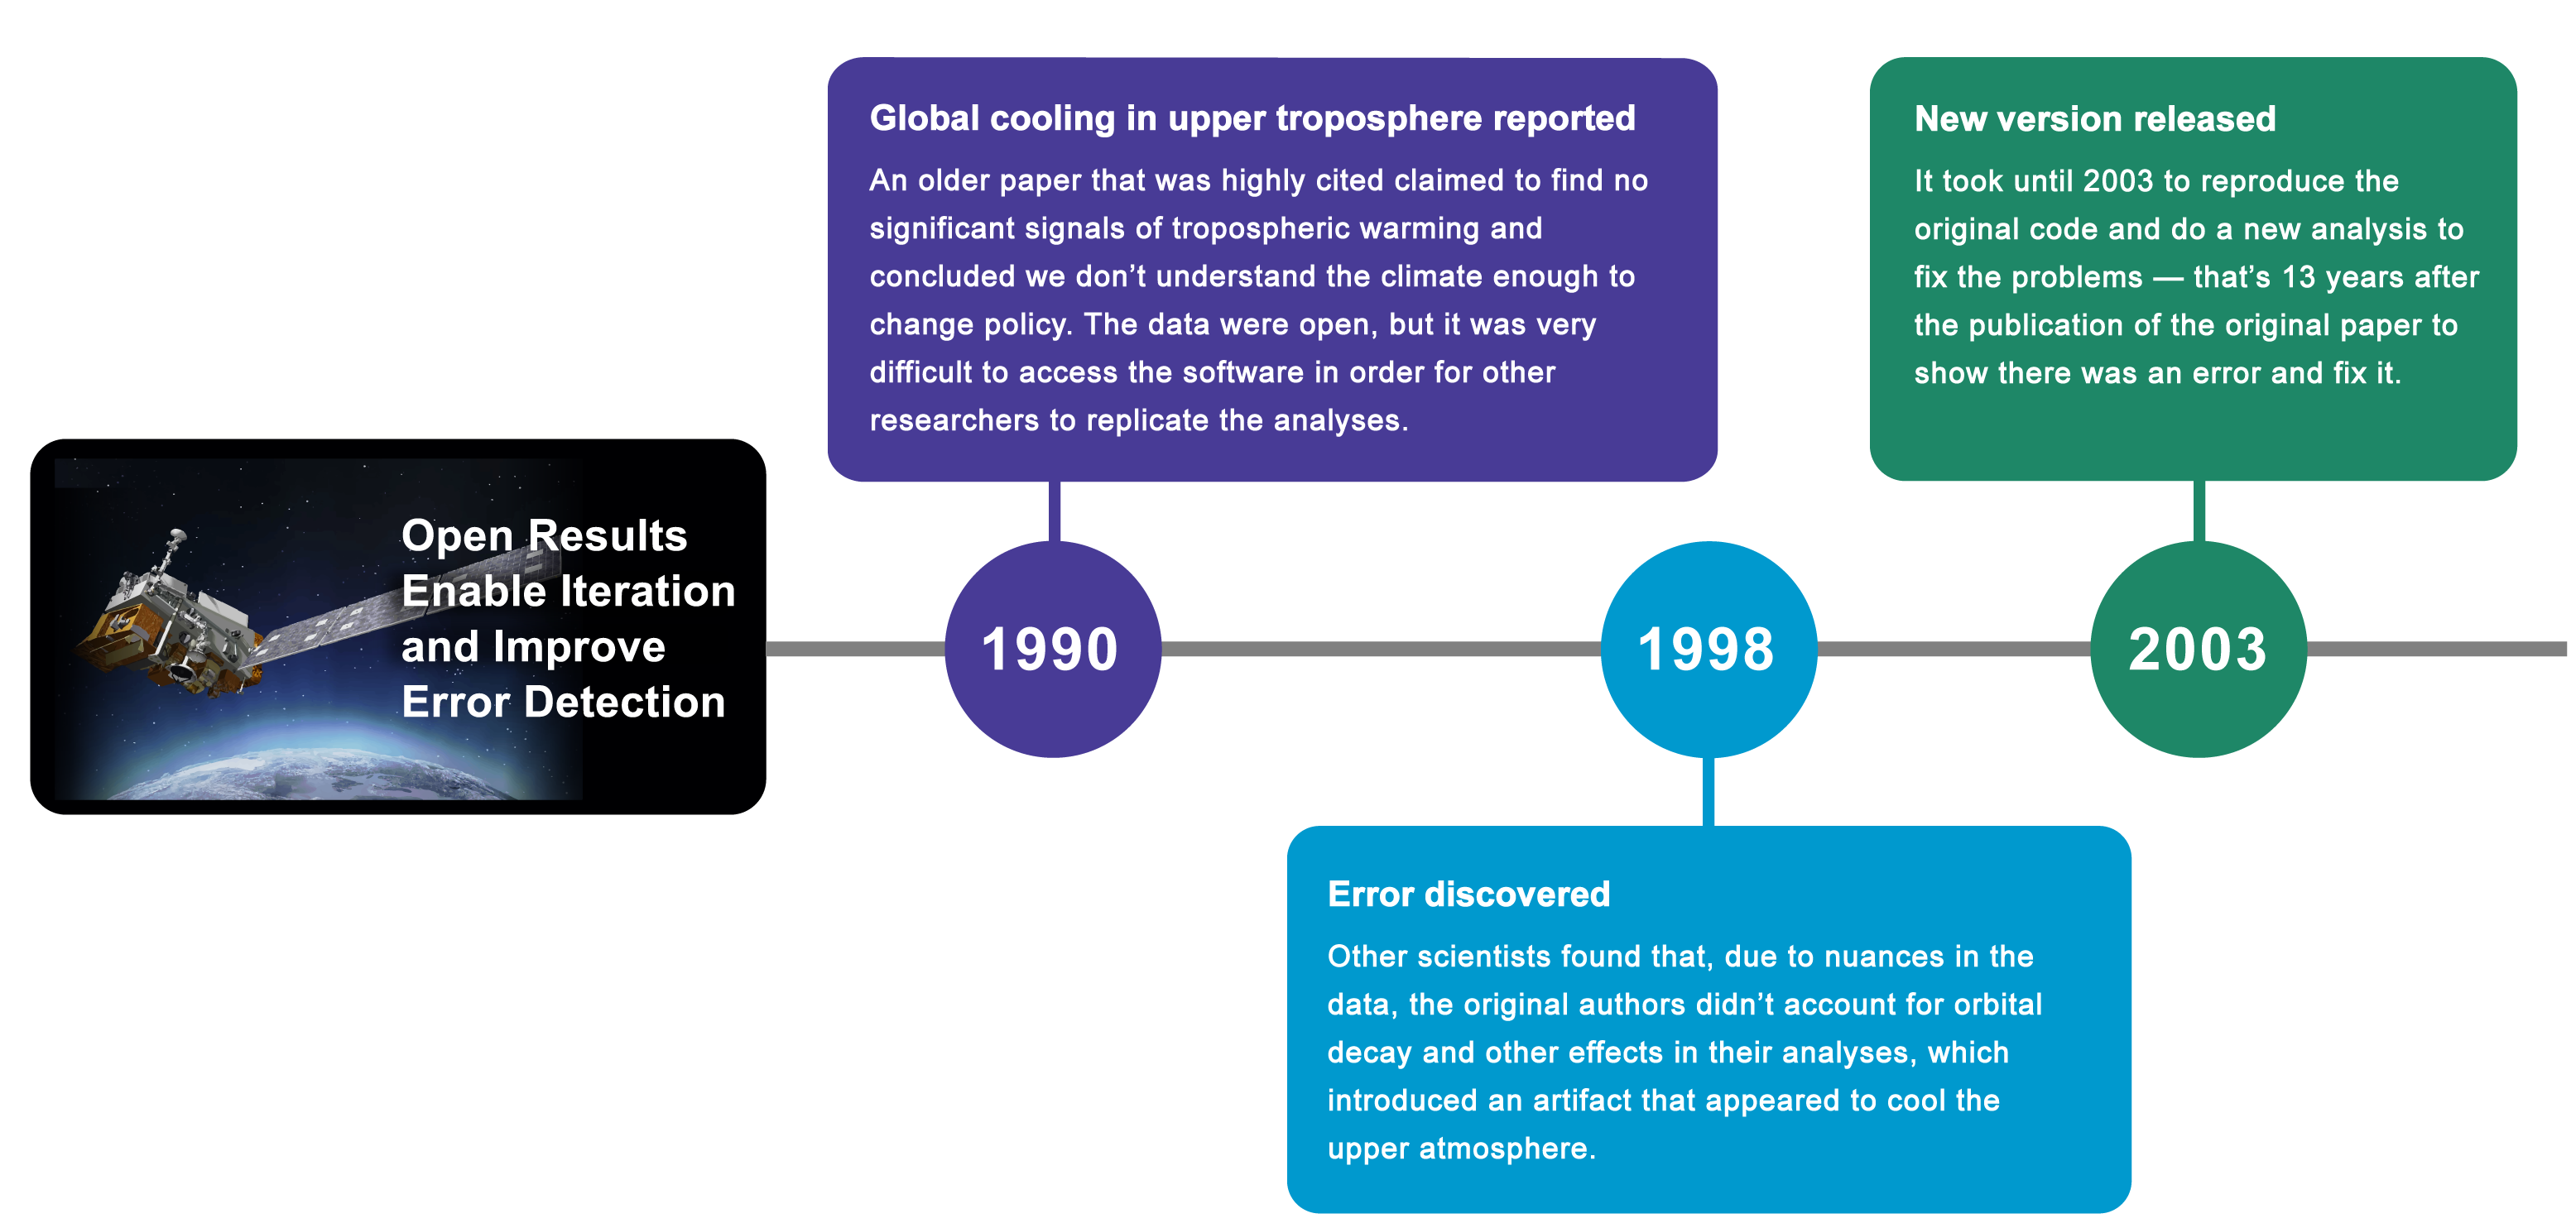 Open Results
Enable Iteration
and Improve
Error Detection
Global cooling in upper troposphere reported
An older paper that was highly cited claimed to find no
significant signals of tropospheric warming and
concluded we don’t understand the climate enough to
change policy. The data were open, but it was very
difficult to access the software in order for other
researchers to replicate the analyses.
1990
1998
Error discovered
Other scientists found that, due to nuances in the
data, the original authors didn’t account for orbital
decay and other effects in their analyses, which
introduced an artifact that appeared to cool the
upper atmosphere.
New version released
It took until 2003 to reproduce the
original code and do a new analysis to
fix the problems — that’s 13 years after
the publication of the original paper to
show there was an error and fix it.
2003